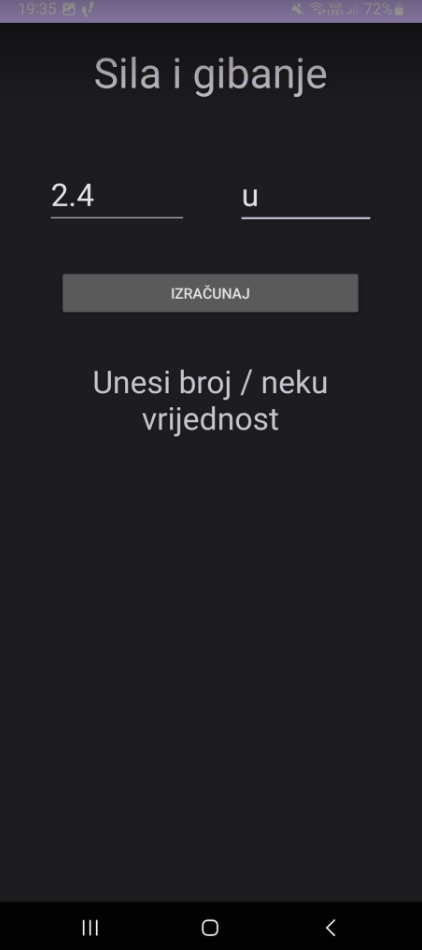 19:35 72%
Sila i gibanje
2.4 u
IZRAČUNAJ
Unesi broj / neku
vrijednost